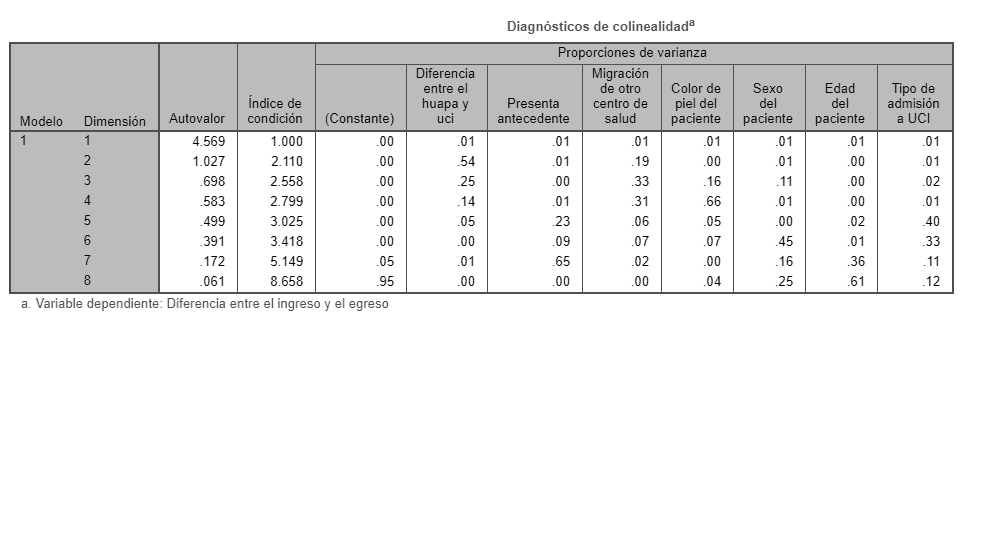 Diagnósticos de colinealidadᵃ
Proporciones de varianza
Modelo Dimensión Autovalor Índice de condición (Constante) Diferencia entre el huapa y uci Presenta antecedente Migración de otro centro de salud Color de piel del paciente Sexo del paciente Edad del paciente Tipo de admisión a UCI
1 1 4.569 1.000 .00 .01 .01 .01 .01 .01 .01 .01
2 1.027 2.110 .00 .54 .01 .19 .00 .01 .00 .01
3 .698 2.558 .00 .25 .00 .33 .16 .11 .00 .02
4 .583 2.799 .00 .14 .01 .31 .66 .01 .00 .01
5 .499 3.025 .00 .05 .23 .06 .05 .00 .02 .40
6 .391 3.418 .00 .00 .09 .07 .07 .45 .01 .33
7 .172 5.149 .05 .01 .65 .02 .00 .16 .36 .11
8 .061 8.658 .95 .00 .00 .00 .04 .25 .61 .12
a. Variable dependiente: Diferencia entre el ingreso y el egreso